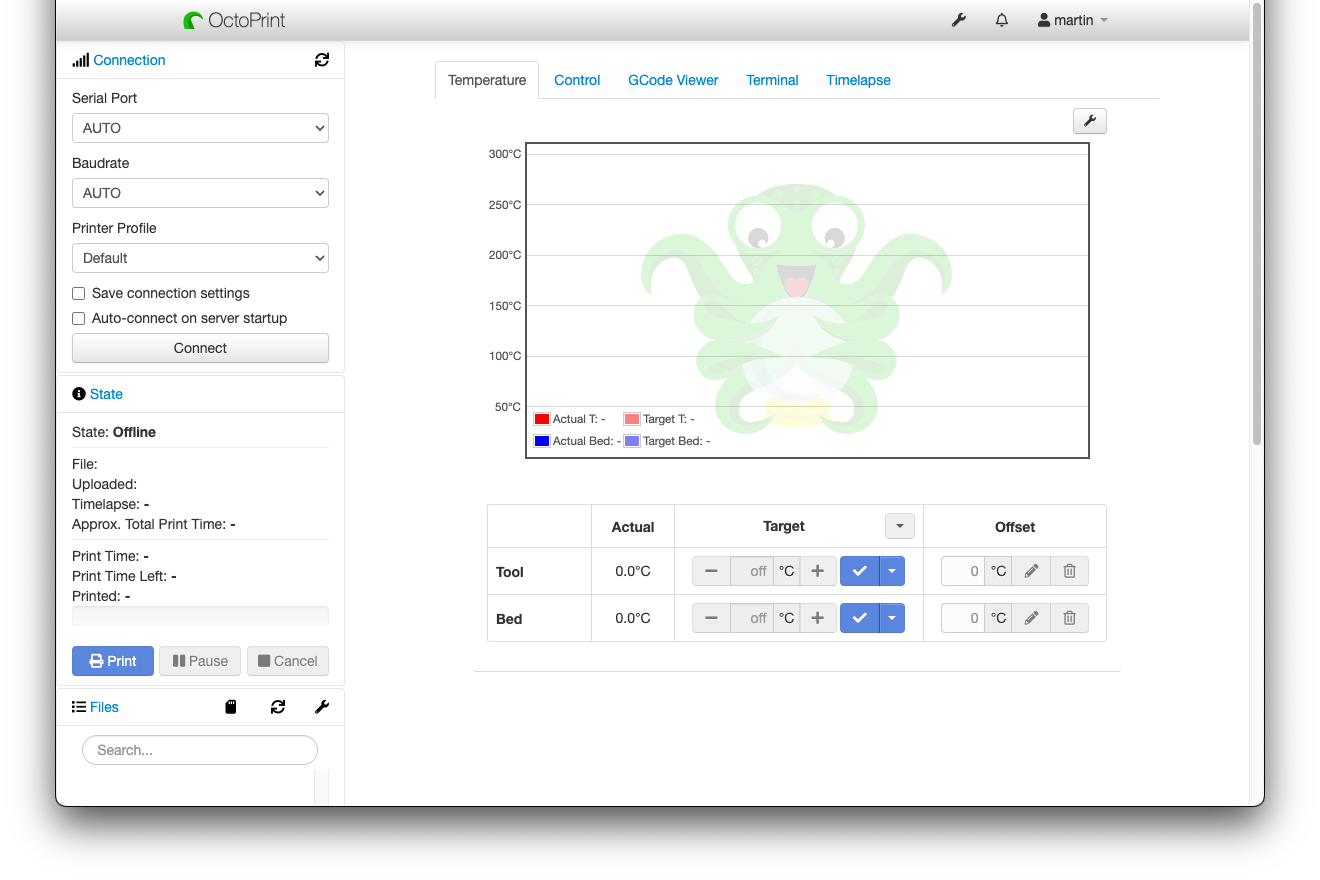 OctoPrint
martin
Connection
Serial Port
AUTO
Baudrate
AUTO
Printer Profile
Default
Save connection settings
Auto-connect on server startup
Connect
State
State: Offline
File:
Uploaded:
Timelapse: -
Approx. Total Print Time: -
Print Time: -
Print Time Left: -
Printed: -
Print Pause Cancel
Files
Search...
Temperature Control GCode Viewer Terminal Timelapse
300°C
250°C
200°C
150°C
100°C
50°C
Actual T: - Target T: -
Actual Bed: - Target Bed: -
Actual Target Offset
Tool 0.0°C off °C 0 °C
Bed 0.0°C off °C 0 °C